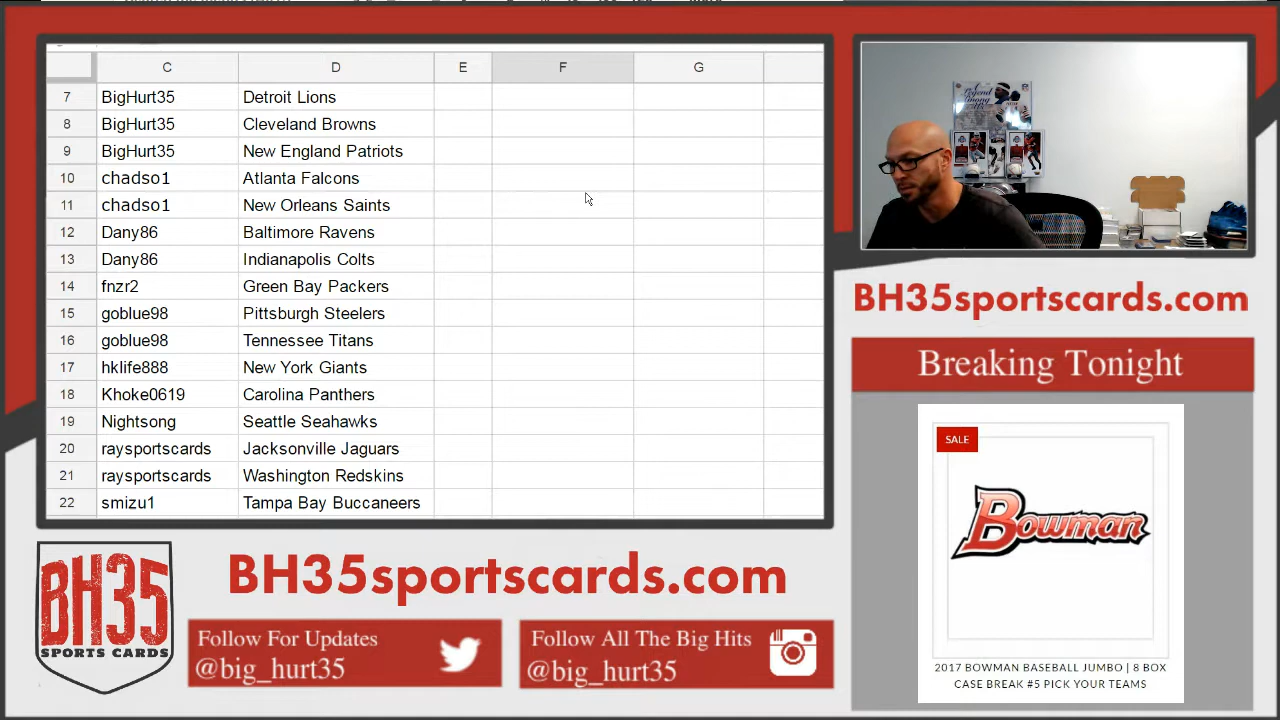 C D E F G
7 BigHurt35 Detroit Lions
8 BigHurt35 Cleveland Browns
9 BigHurt35 New England Patriots
10 chadso1 Atlanta Falcons
11 chadso1 New Orleans Saints
12 Dany86 Baltimore Ravens
13 Dany86 Indianapolis Colts
14 fnzr2 Green Bay Packers
15 goblue98 Pittsburgh Steelers
16 goblue98 Tennessee Titans
17 hklife888 New York Giants
18 Khoke0619 Carolina Panthers
19 Nightsong Seattle Seahawks
20 raysportscards Jacksonville Jaguars
21 raysportscards Washington Redskins
22 smizu1 Tampa Bay Buccaneers
BH35sportscards.com
Breaking Tonight
SALE
Bowman
2017 BOWMAN BASEBALL JUMBO | 8 BOX
CASE BREAK #5 PICK YOUR TEAMS
BH35
SPORTS CARDS
BH35sportscards.com
Follow For Updates
@big_hurt35
Follow All The Big Hits
@big_hurt35